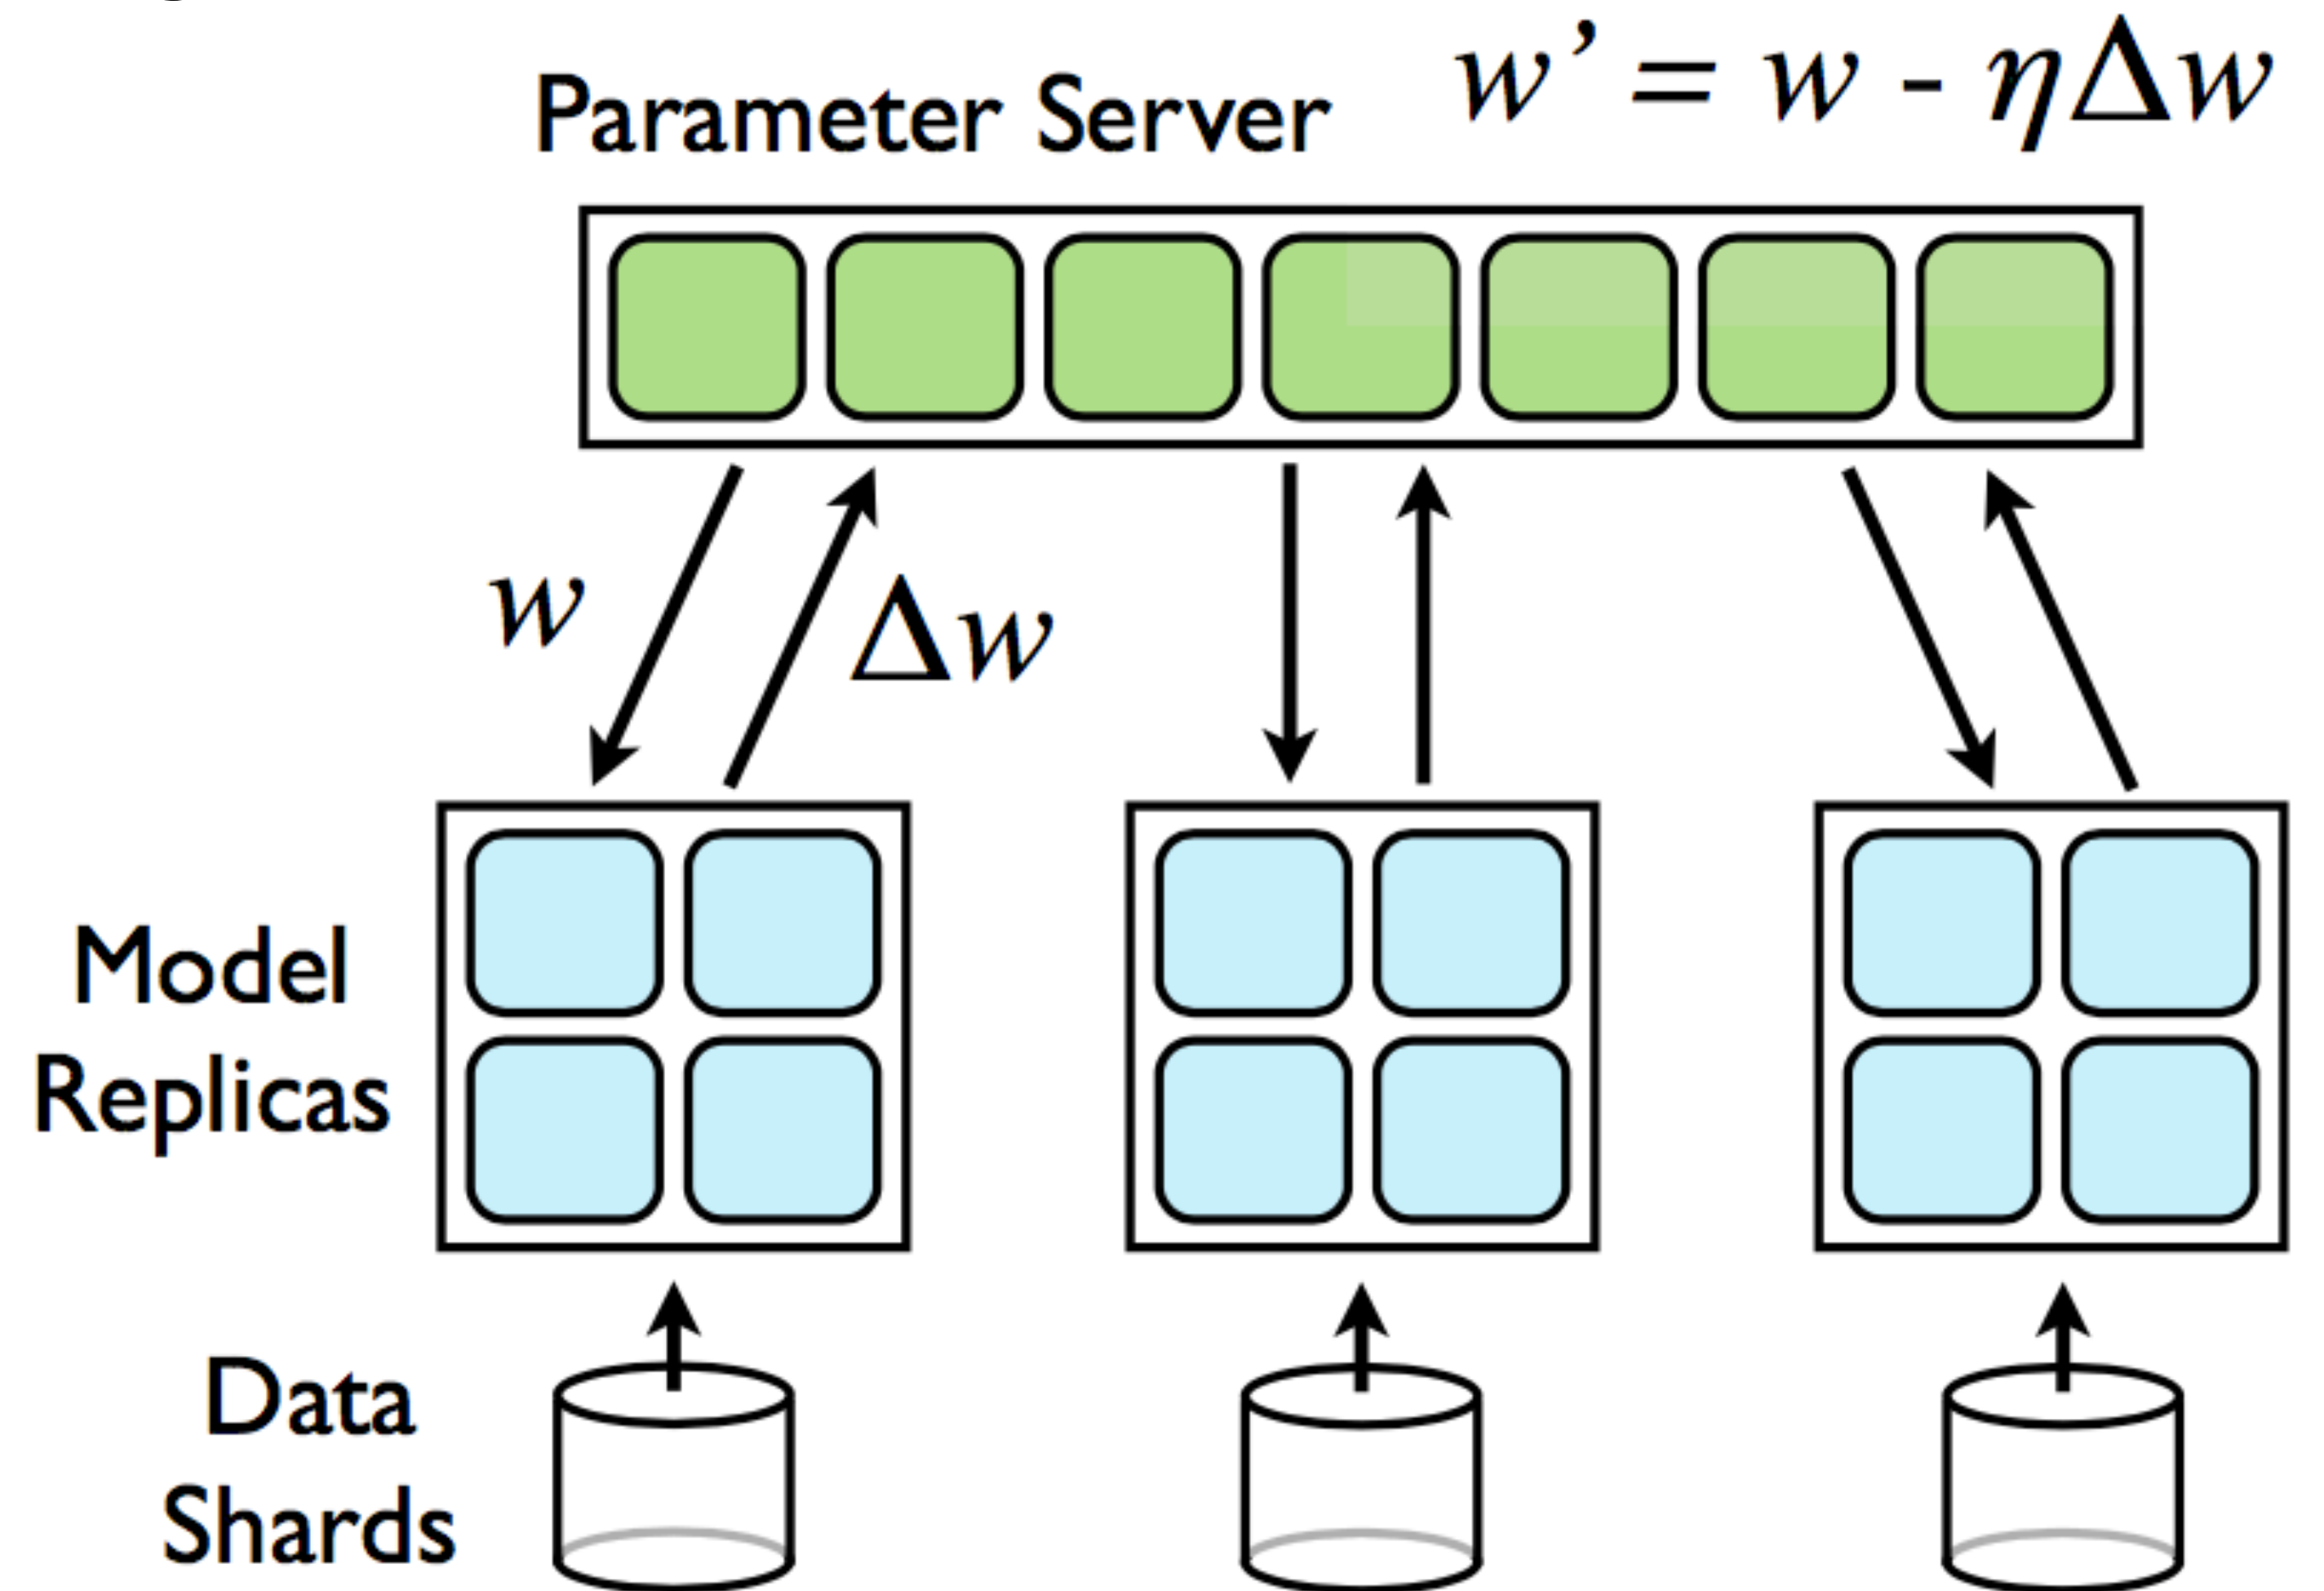 Parameter Server
w’ = w - ηΔw
w
Δw
Model
Replicas
Data
Shards